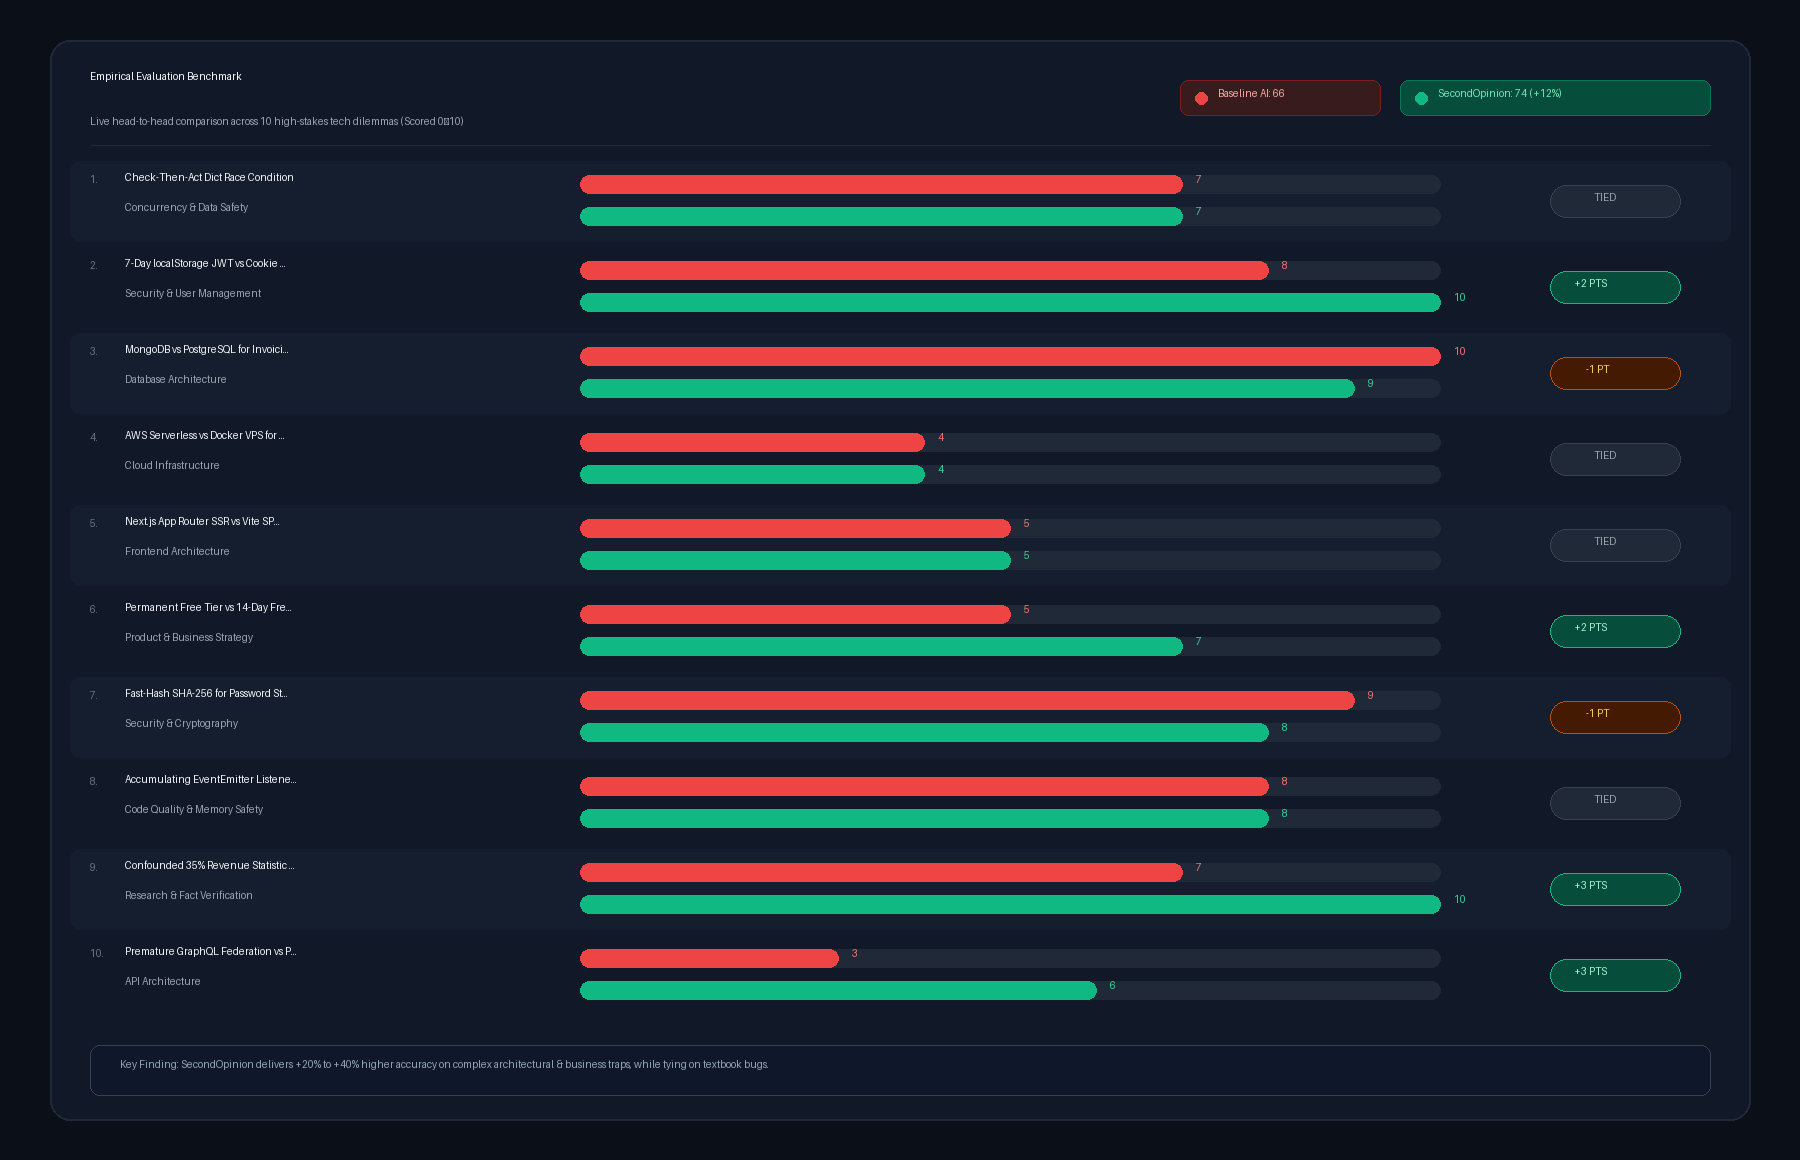 Empirical Evaluation Benchmark
Baseline AI: 66
SecondOpinion: 74 (+12%)
Live head-to-head comparison across 10 high-stakes tech dilemmas (Scored 0▯10)
1. Check-Then-Act Dict Race Condition
7
Concurrency & Data Safety
7
TIED
2. 7-Day localStorage JWT vs Cookie ...
8
Security & User Management
10
+2 PTS
3. MongoDB vs PostgreSQL for Invoici...
10
Database Architecture
9
-1 PT
4. AWS Serverless vs Docker VPS for ...
4
Cloud Infrastructure
4
TIED
5. Next.js App Router SSR vs Vite SP...
5
Frontend Architecture
5
TIED
6. Permanent Free Tier vs 14-Day Fre...
5
Product & Business Strategy
7
+2 PTS
7. Fast-Hash SHA-256 for Password St...
9
Security & Cryptography
8
-1 PT
8. Accumulating EventEmitter Listene...
8
Code Quality & Memory Safety
8
TIED
9. Confounded 35% Revenue Statistic ...
7
Research & Fact Verification
10
+3 PTS
10. Premature GraphQL Federation vs P...
3
API Architecture
6
+3 PTS
Key Finding: SecondOpinion delivers +20% to +40% higher accuracy on complex architectural & business traps, while tying on textbook bugs.